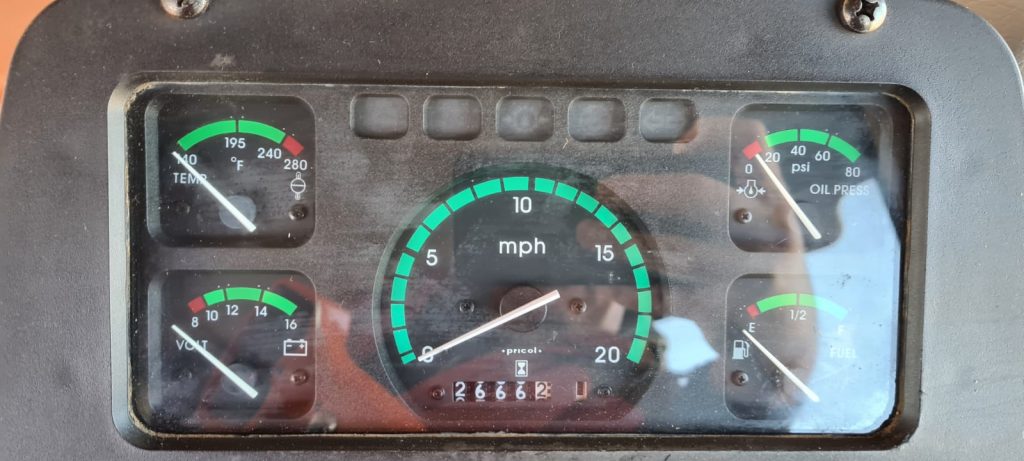 140 195 240 280
°F
TEMP
0 20 40 60 80
psi
OIL PRESS
0 5 10 15 20
mph
•pricol•
26662
8 10 12 14 16
VOLT
E 1/2 F
FUEL